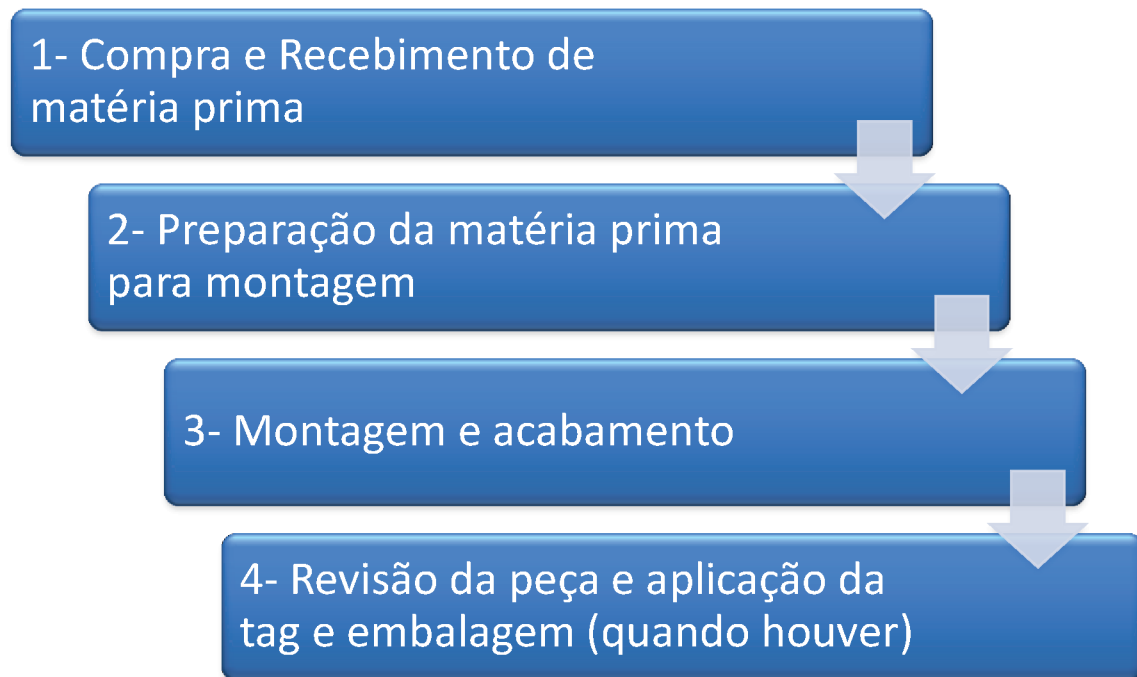 1- Compra e Recebimento de
matéria prima
2- Preparação da matéria prima
para montagem
3- Montagem e acabamento
4- Revisão da peça e aplicação da
tag e embalagem (quando houver)